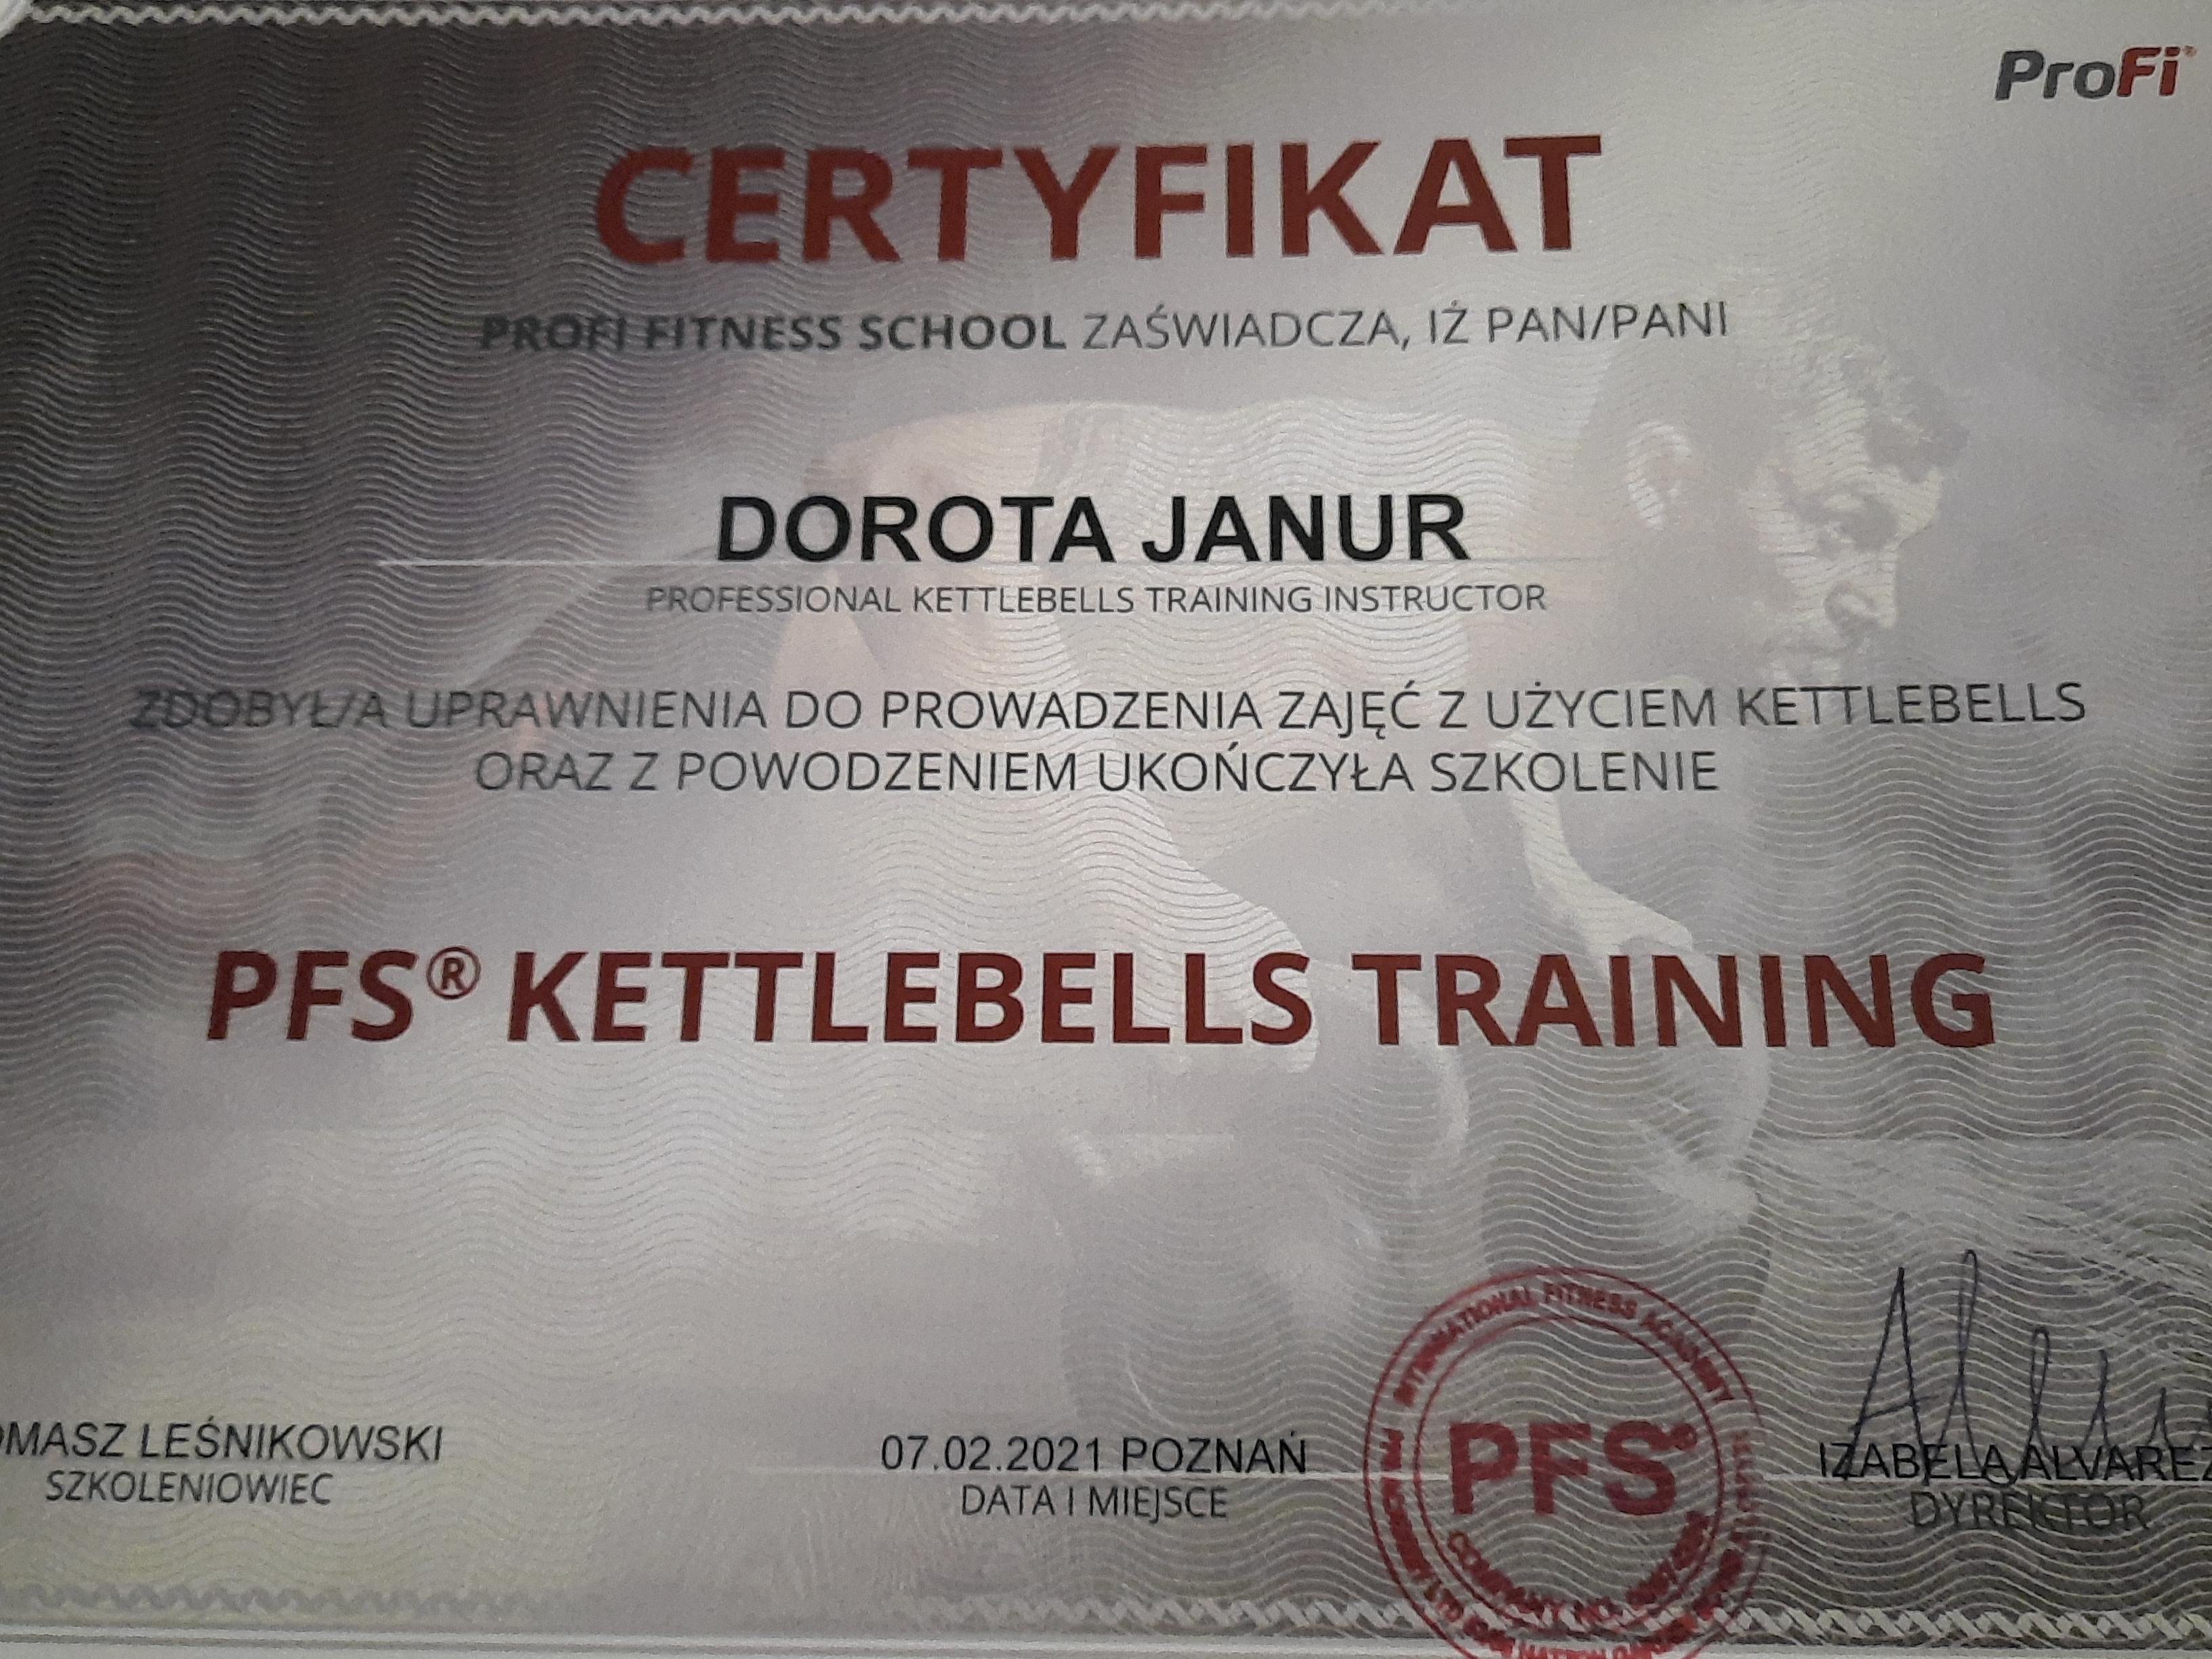 ProFi®
CERTYFIKAT
PROFI FITNESS SCHOOL ZAŚWIADCZA, IŻ PAN/PANI
DOROTA JANUR
PROFESSIONAL KETTLEBELLS TRAINING INSTRUCTOR
ZDOBYŁ/A UPRAWNIENIA DO PROWADZENIA ZAJĘĆ Z UŻYCIEM KETTLEBELLS
ORAZ Z POWODZENIEM UKOŃCZYŁA SZKOLENIE
PFS® KETTLEBELLS TRAINING
OMASZ LEŚNIKOWSKI
SZKOLENIOWIEC
07.02.2021 POZNAŃ
DATA I MIEJSCE
INTERNATIONAL FITNESS ACADEMY
PFS®
COMPANY NO.
IZABELA ALVAREZ
DYREKTOR